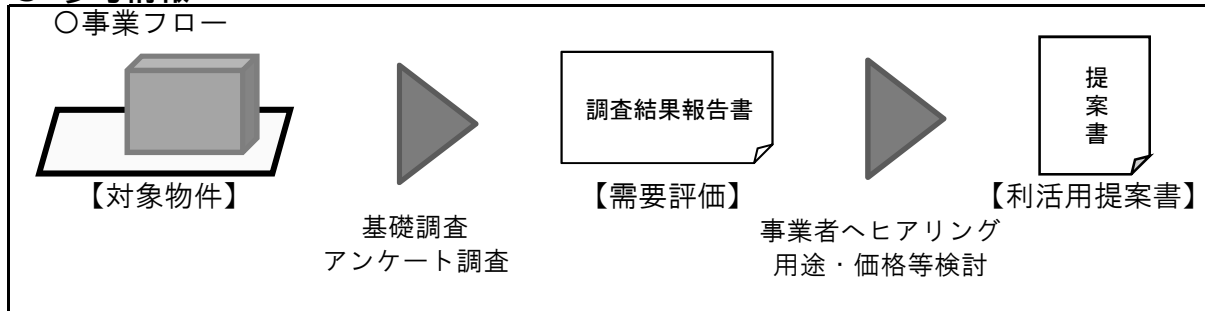 〇事業フロー
調査結果報告書
提案書
【対象物件】
【需要評価】
【利活用提案書】
基礎調査
アンケート調査
事業者へヒアリング
用途・価格等検討